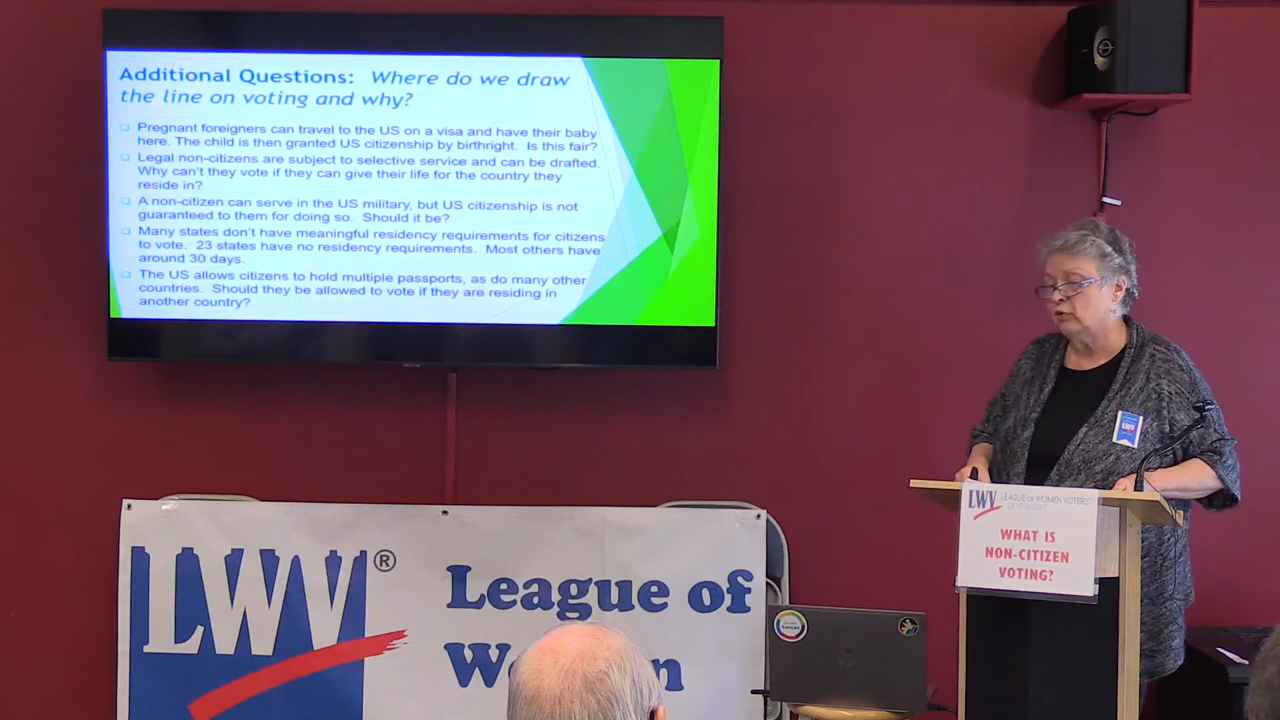 Additional Questions: Where do we draw
the line on voting and why?
Pregnant foreigners can travel to the US on a visa and have their baby
here. The child is then granted US citizenship by birthright. Is this fair?
Legal non-citizens are subject to selective service and can be drafted.
Why can't they vote if they can give their life for the country they
reside in?
A non-citizen can serve in the US military, but US citizenship is not
guaranteed to them for doing so. Should it be?
Many states don't have meaningful residency requirements for citizens
to vote. 23 states have no residency requirements. Most others have
around 30 days.
The US allows citizens to hold multiple passports, as do many other
countries. Should they be allowed to vote if they are residing in
another country?
LWV
LWV LEAGUE OF WOMEN VOTERS
OF VERMONT
WHAT IS
NON-CITIZEN
VOTING?
LWV®
League of